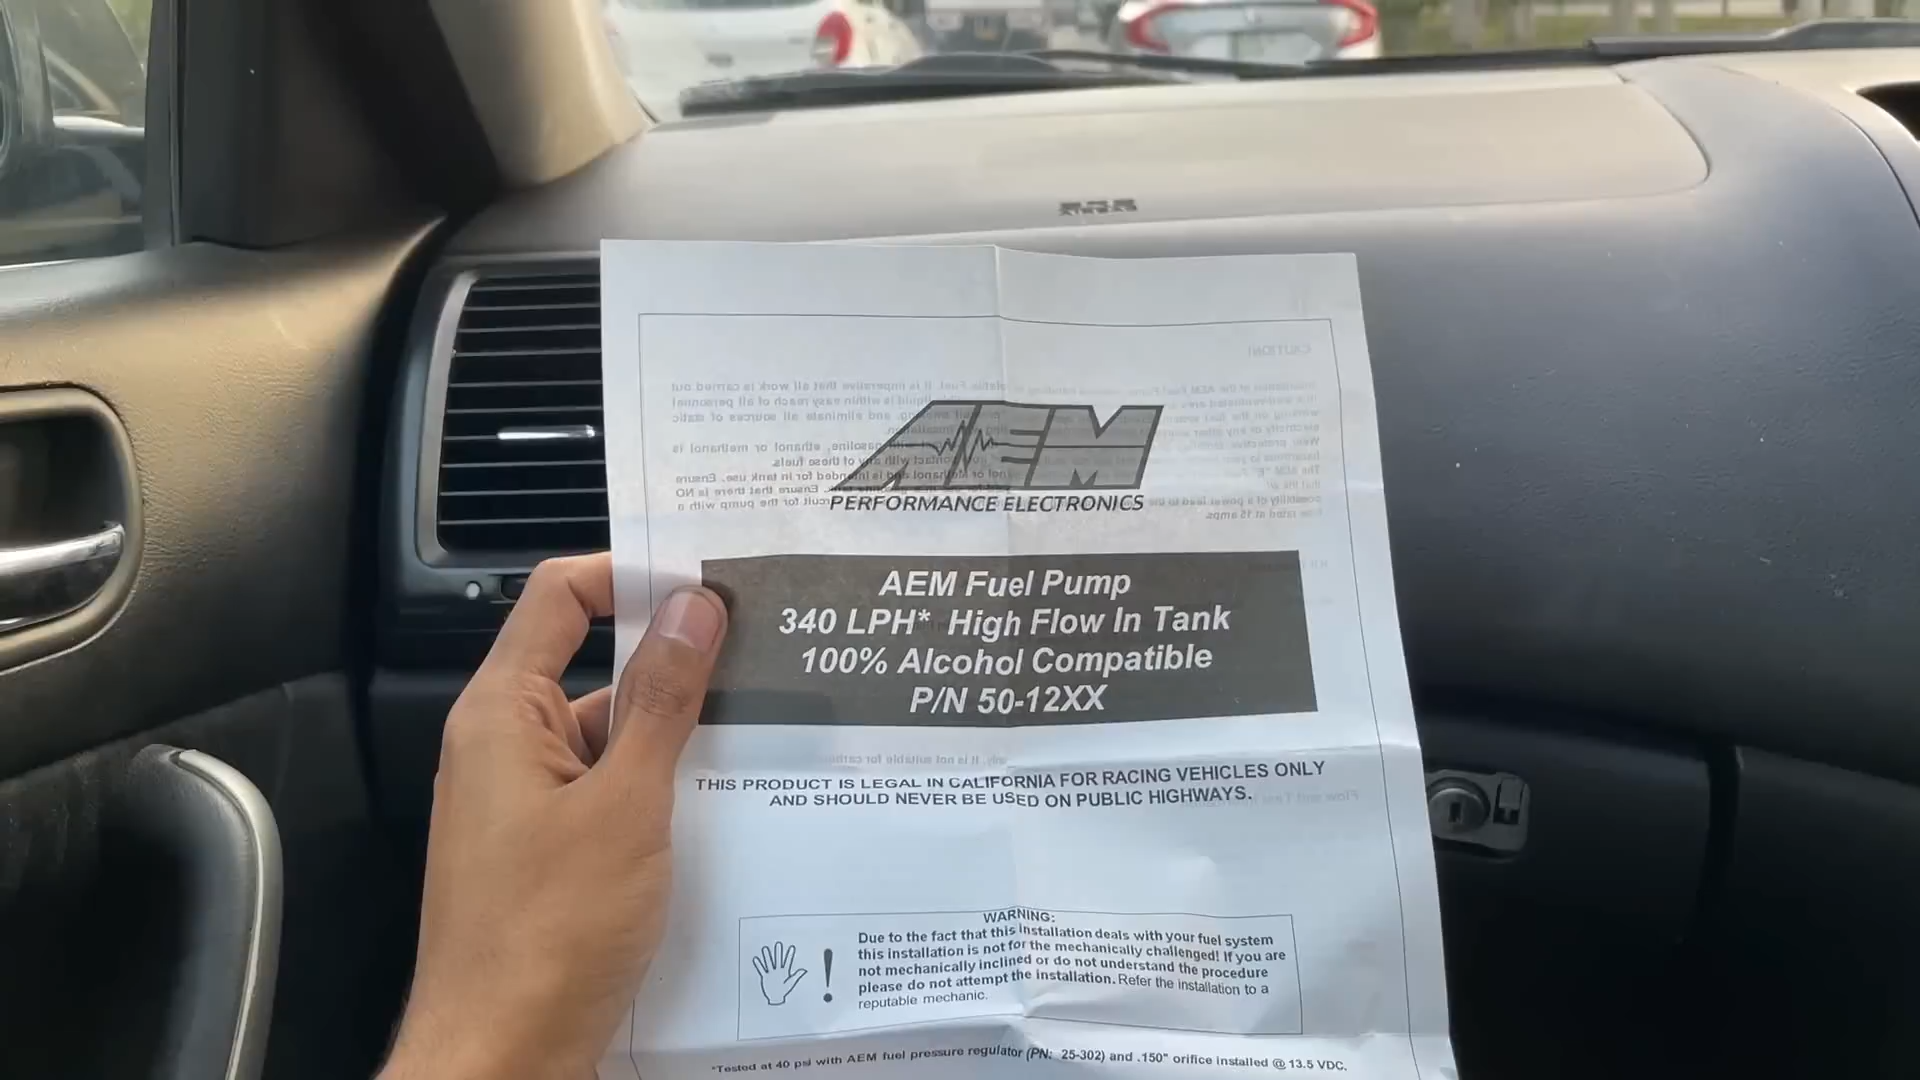 AIRBAG
AEM
PERFORMANCE ELECTRONICS
AEM Fuel Pump
340 LPH* High Flow In Tank
100% Alcohol Compatible
P/N 50-12XX
THIS PRODUCT IS LEGAL IN CALIFORNIA FOR RACING VEHICLES ONLY
AND SHOULD NEVER BE USED ON PUBLIC HIGHWAYS.
WARNING:
Due to the fact that this installation deals with your fuel system
this installation is not for the mechanically challenged! If you are
not mechanically inclined or do not understand the procedure
please do not attempt the installation. Refer the installation to a
reputable mechanic.
*Tested at 40 psi with AEM fuel pressure regulator (PN: 25-302) and .150" orifice installed @ 13.5 VDC.